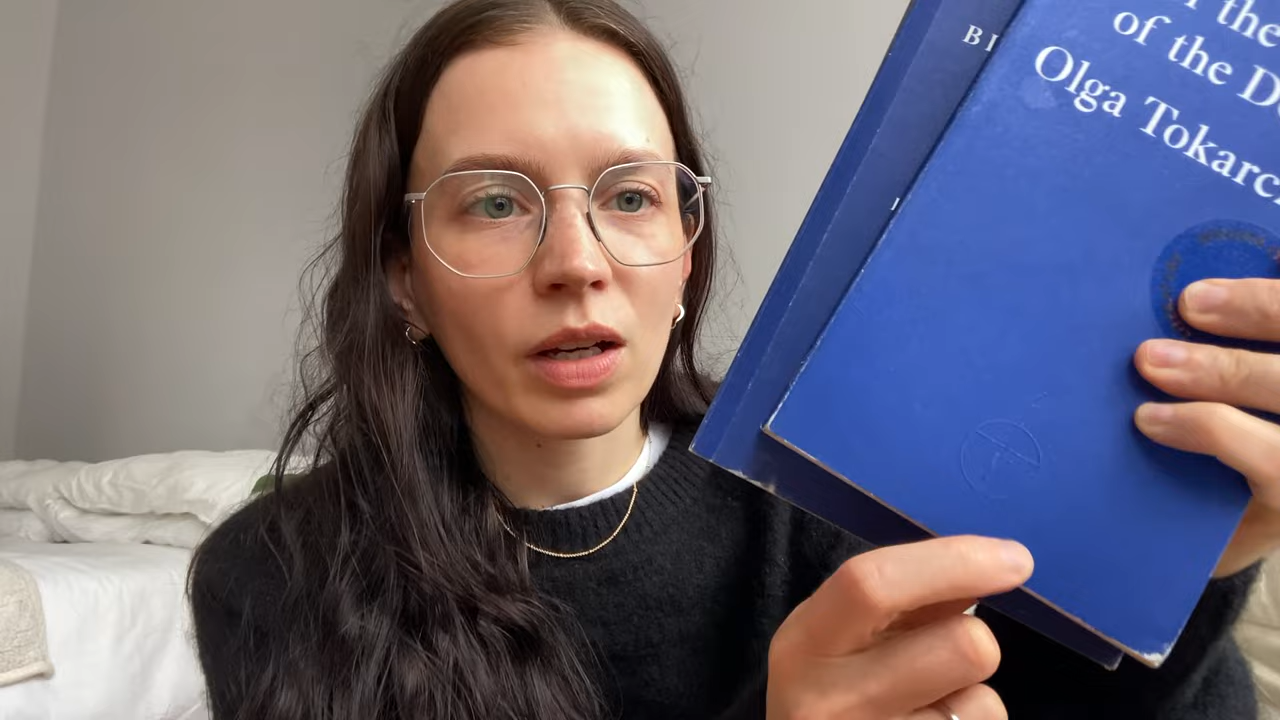 BI
f the
of the D
Olga Tokarc